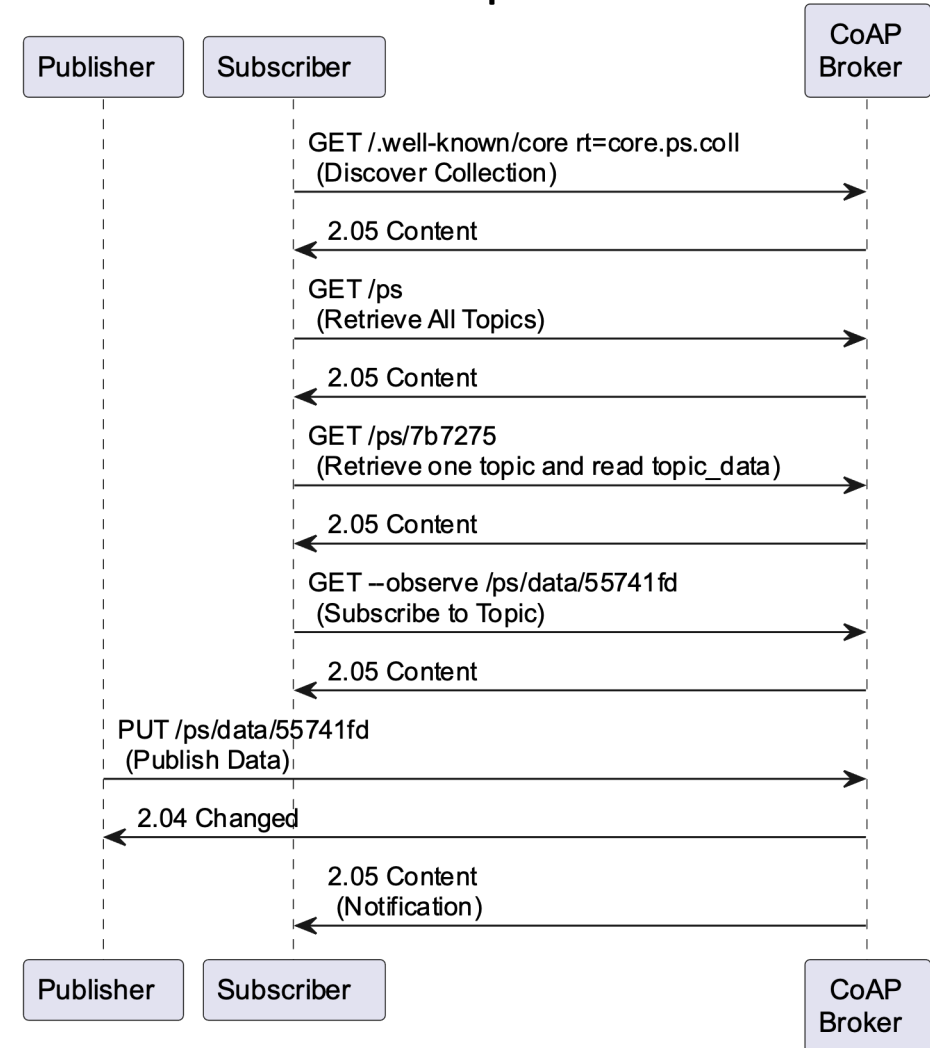 Publisher
Subscriber
CoAP
Broker
GET /.well-known/core rt=core.ps.coll
(Discover Collection)
2.05 Content
GET /ps
(Retrieve All Topics)
2.05 Content
GET /ps/7b7275
(Retrieve one topic and read topic_data)
2.05 Content
GET --observe /ps/data/55741fd
(Subscribe to Topic)
2.05 Content
PUT /ps/data/55741fd
(Publish Data)
2.04 Changed
2.05 Content
(Notification)
Publisher
Subscriber
CoAP
Broker